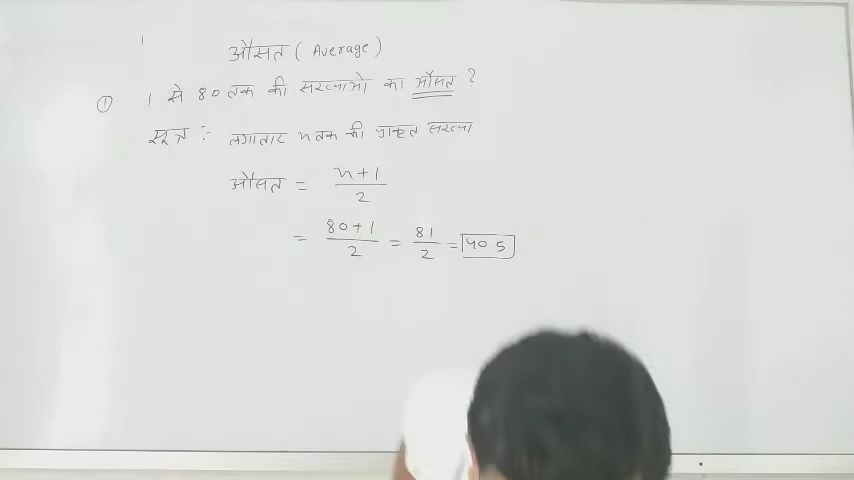 औसत ( Average )
① 1 से 80 तक की संख्याओ का औसत ?
सूत्र :- लगातार n तक की प्राकृत संख्या
औसत = n+1 / 2
= 80+1 / 2 = 81 / 2 = 40.5